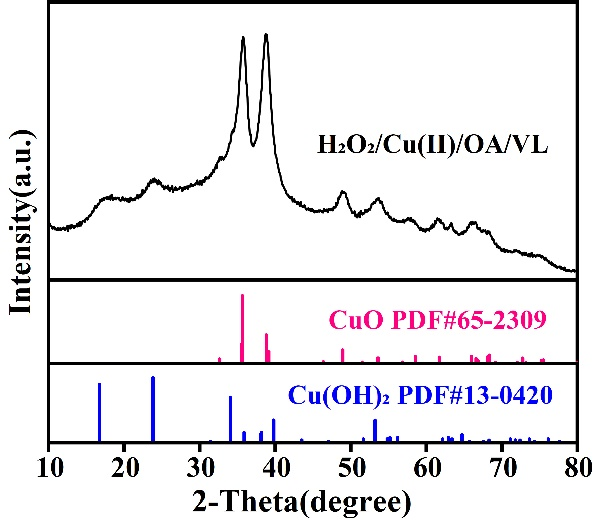 Intensity(a.u.)
H₂O₂/Cu(II)/OA/VL
CuO PDF#65-2309
Cu(OH)₂ PDF#13-0420
10 20 30 40 50 60 70 80
2-Theta(degree)